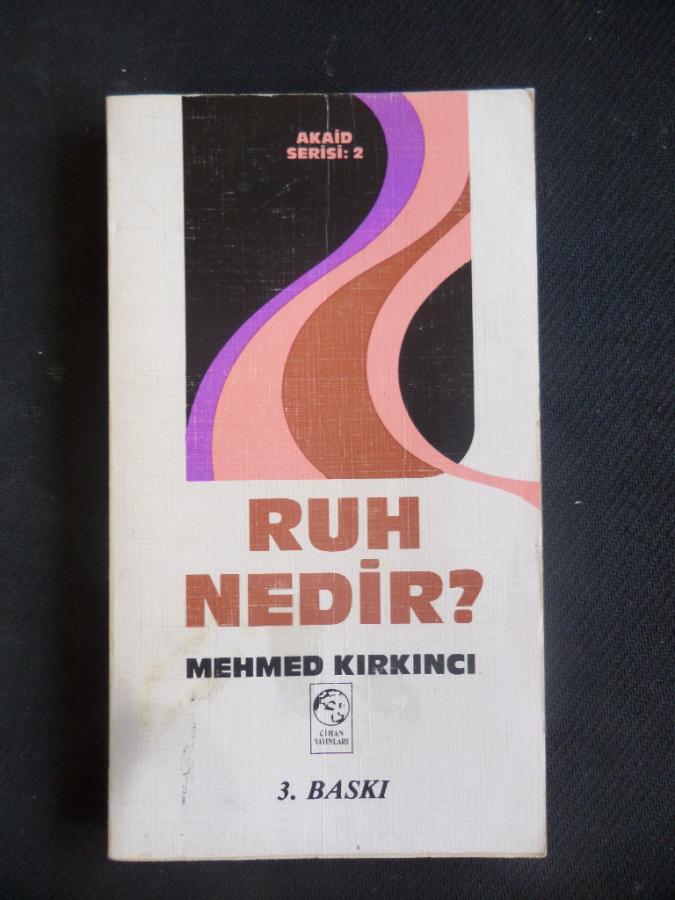 AKAİD
SERİSİ: 2
RUH
NEDİR?
MEHMED KIRKINCI
CİHAN
YAYINLARI
3. BASKI